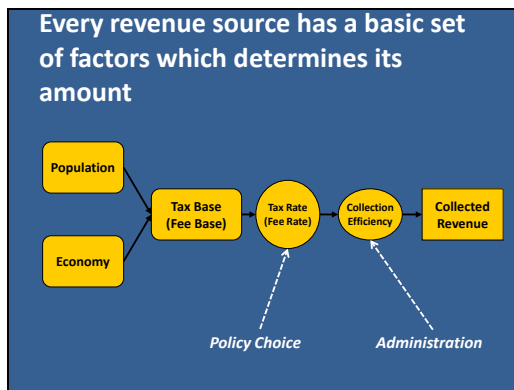 Every revenue source has a basic set
of factors which determines its
amount
Population
Economy
Tax Base
(Fee Base)
Tax Rate
(Fee Rate)
Collection
Efficiency
Collected
Revenue
Policy Choice
Administration